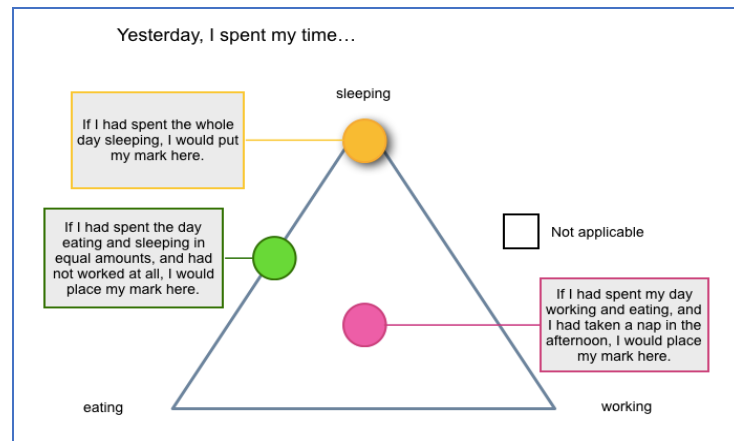 Yesterday, I spent my time…
sleeping
If I had spent the whole
day sleeping, I would put
my mark here.
If I had spent the day
eating and sleeping in
equal amounts, and had
not worked at all, I would
place my mark here.
Not applicable
If I had spent my day
working and eating, and
I had taken a nap in the
afternoon, I would place
my mark here.
eating
working